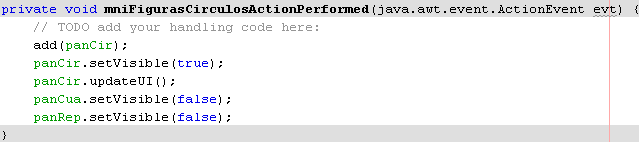 private void mniFigurasCirculosActionPerformed(java.awt.event.ActionEvent evt) {
// TODO add your handling code here:
add(panCir);
panCir.setVisible(true);
panCir.updateUI();
panCua.setVisible(false);
panRep.setVisible(false);
}